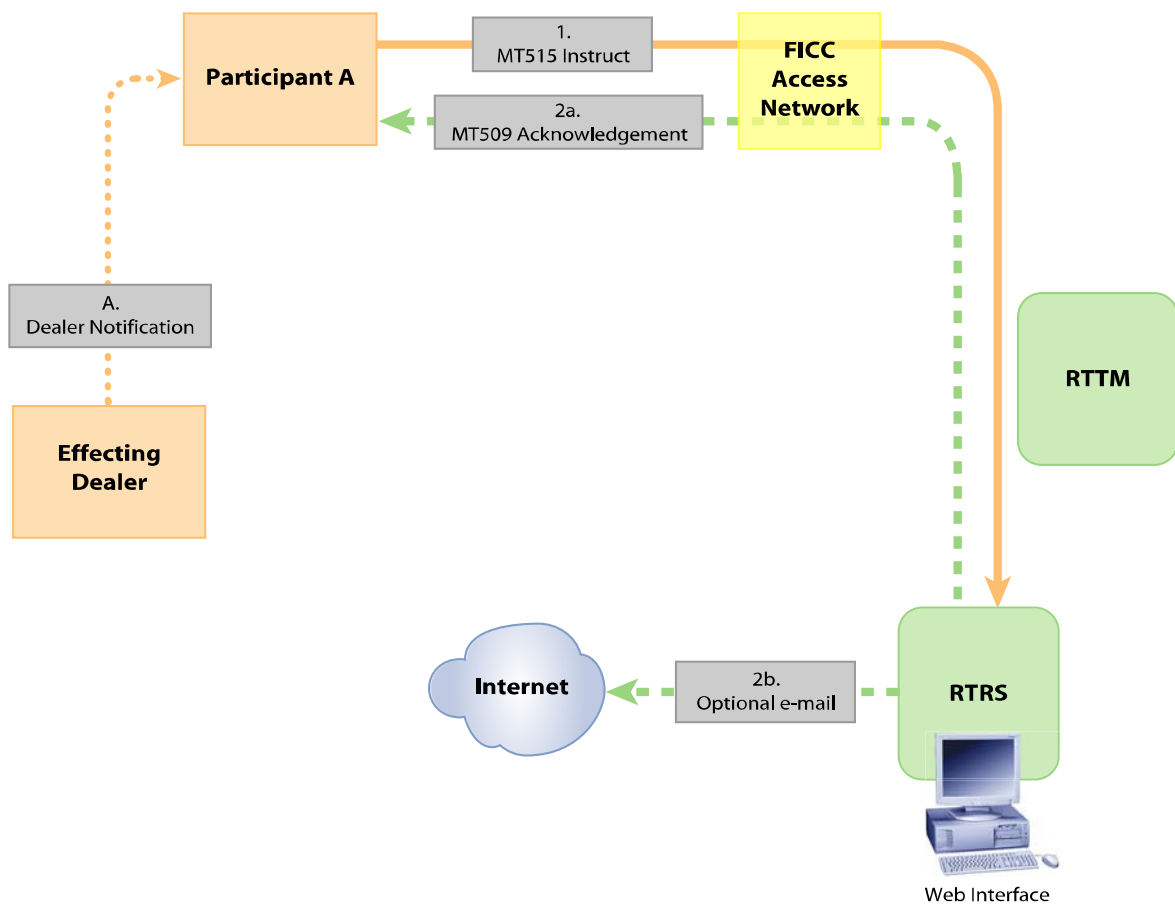 1.
MT515 Instruct
FICC
Access
Network
Participant A
2a.
MT509 Acknowledgement
A.
Dealer Notification
RTTM
Effecting
Dealer
Internet
2b.
Optional e-mail
RTRS
Web Interface